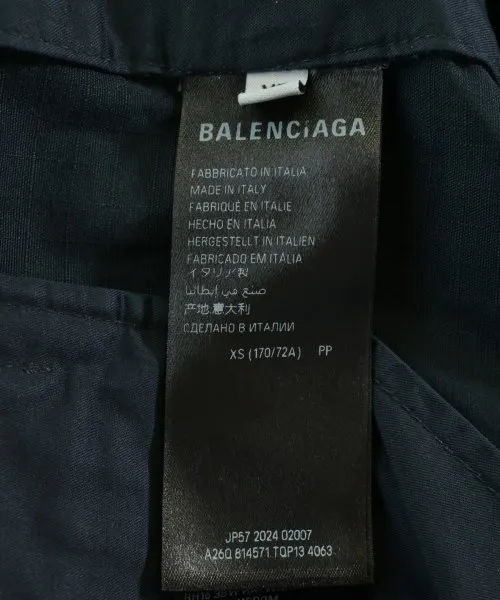 BALENCIAGA
FABBRICATO IN ITALIA
MADE IN ITALY
FABRIQUÉ EN ITALIE
HECHO EN ITALIA
HERGESTELLT IN ITALIEN
FABRICADO EM ITÁLIA
イタリア製
صنع في إيطاليا
产地:意大利
СДЕЛАНО В ИТАЛИИ
XS (170/72A) PP
JP57 2024 02007
A26Q 814571 TQP13 4063